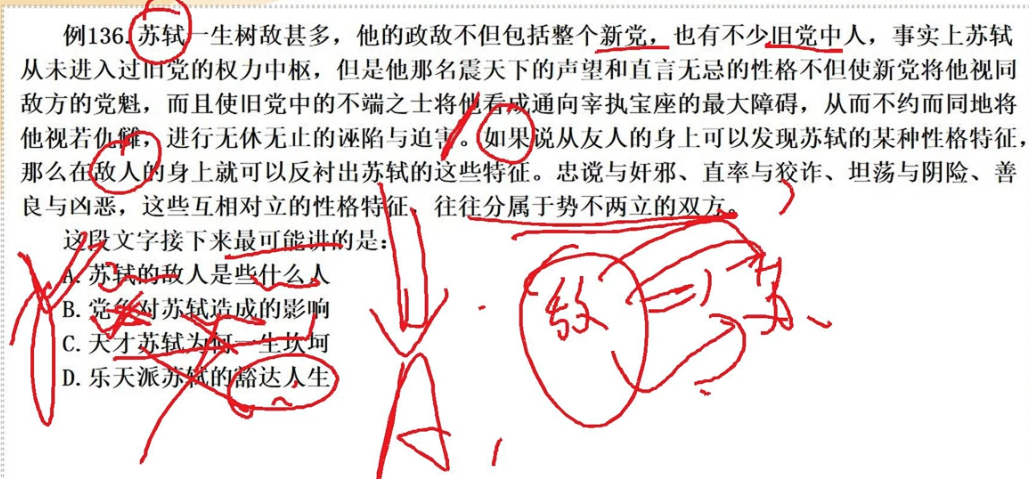 例136.苏轼一生树敌甚多，他的政敌不但包括整个新党，也有不少旧党中人，事实上苏轼
从未进入过旧党的权力中枢，但是他那名震天下的声望和直言无忌的性格不但使新党将他视同
敌方的党魁，而且使旧党中的不端之士将他看成通向宰执宝座的最大障碍，从而不约而同地将
他视若仇雠，进行无休无止的诬陷与迫害。如果说从友人的身上可以发现苏轼的某种性格特征，
那么在敌人的身上就可以反衬出苏轼的这些特征。忠谠与奸邪、直率与狡诈、坦荡与阴险、善
良与凶恶，这些互相对立的性格特征，往往分属于势不两立的双方。
这段文字接下来最可能讲的是：
A. 苏轼的敌人是些什么人
B. 党争对苏轼造成的影响
C. 天才苏轼为何一生坎坷
D. 乐天派苏轼的豁达人生
敌
A